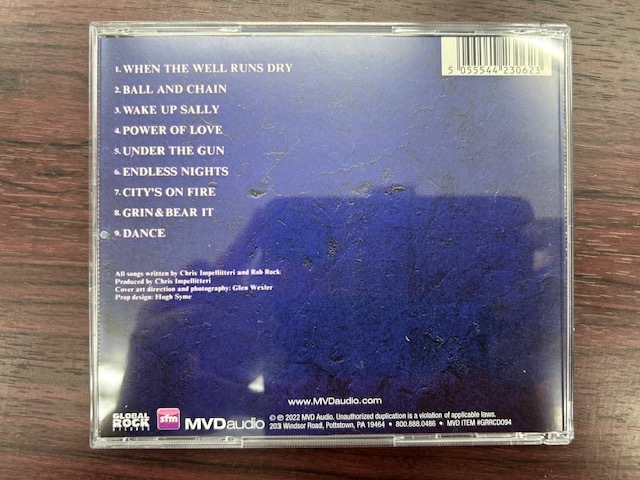 5 055544 230623
1. WHEN THE WELL RUNS DRY
2. BALL AND CHAIN
3. WAKE UP SALLY
4. POWER OF LOVE
5. UNDER THE GUN
6. ENDLESS NIGHTS
7. CITY'S ON FIRE
8. GRIN & BEAR IT
9. DANCE
All songs written by Chris Impellitteri and Rob Rock
Produced by Chris Impellitteri
Cover art direction and photography: Glen Wexler
Prop design: Hugh Syme
www.MVDaudio.com
GLOBAL
ROCK
RECORDS
sfm
MVDaudio
© ℗ 2022 MVD Audio. Unauthorized duplication is a violation of applicable laws.
203 Windsor Road, Pottstown, PA 19464 • 800.888.0486 • MVD ITEM #GRRCD094